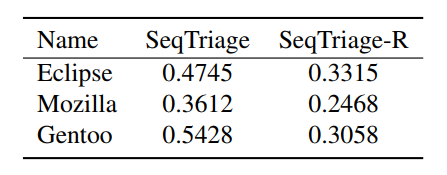 Name SeqTriage SeqTriage-R
Eclipse 0.4745 0.3315
Mozilla 0.3612 0.2468
Gentoo 0.5428 0.3058